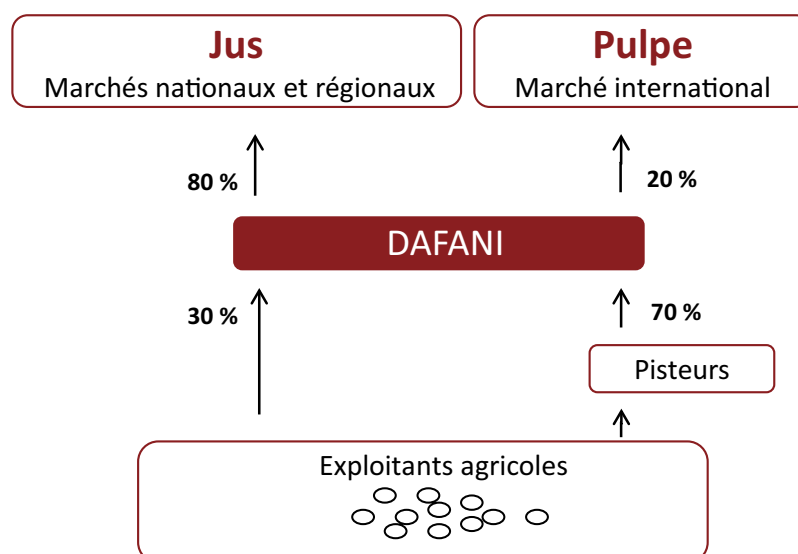 Jus
Marchés nationaux et régionaux
Pulpe
Marché international
80 %
20 %
DAFANI
30 %
70 %
Pisteurs
Exploitants agricoles